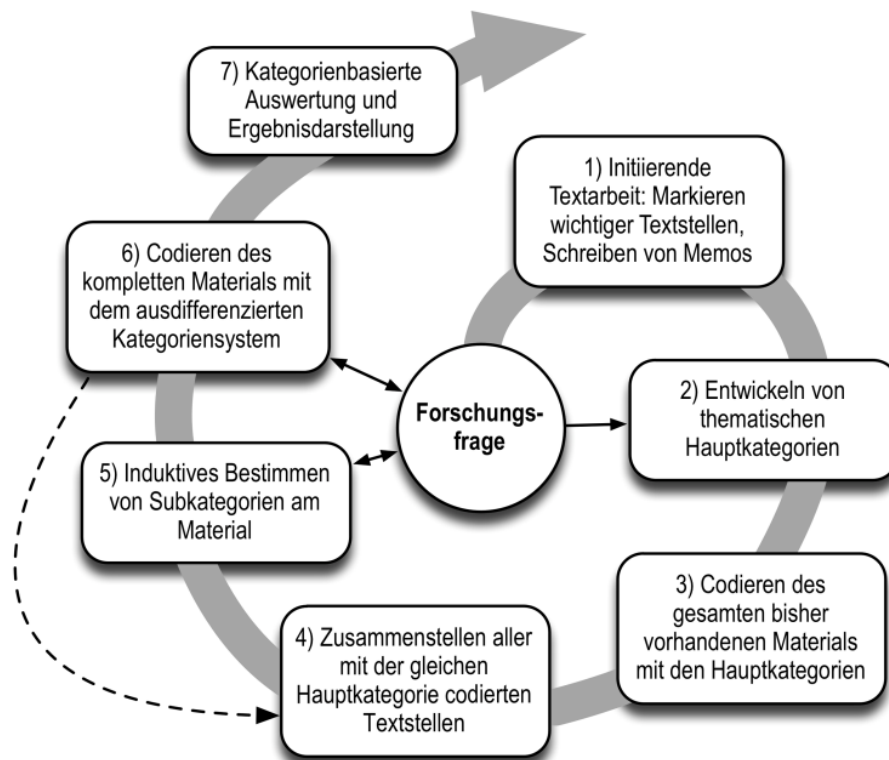 7) Kategorienbasierte
Auswertung und
Ergebnisdarstellung
1) Initiierende
Textarbeit: Markieren
wichtiger Textstellen,
Schreiben von Memos
6) Codieren des
kompletten Materials mit
dem ausdifferenzierten
Kategoriensystem
Forschungs-
frage
2) Entwickeln von
thematischen
Hauptkategorien
5) Induktives Bestimmen
von Subkategorien am
Material
3) Codieren des
gesamten bisher
vorhandenen Materials
mit den Hauptkategorien
4) Zusammenstellen aller
mit der gleichen
Hauptkategorie codierten
Textstellen